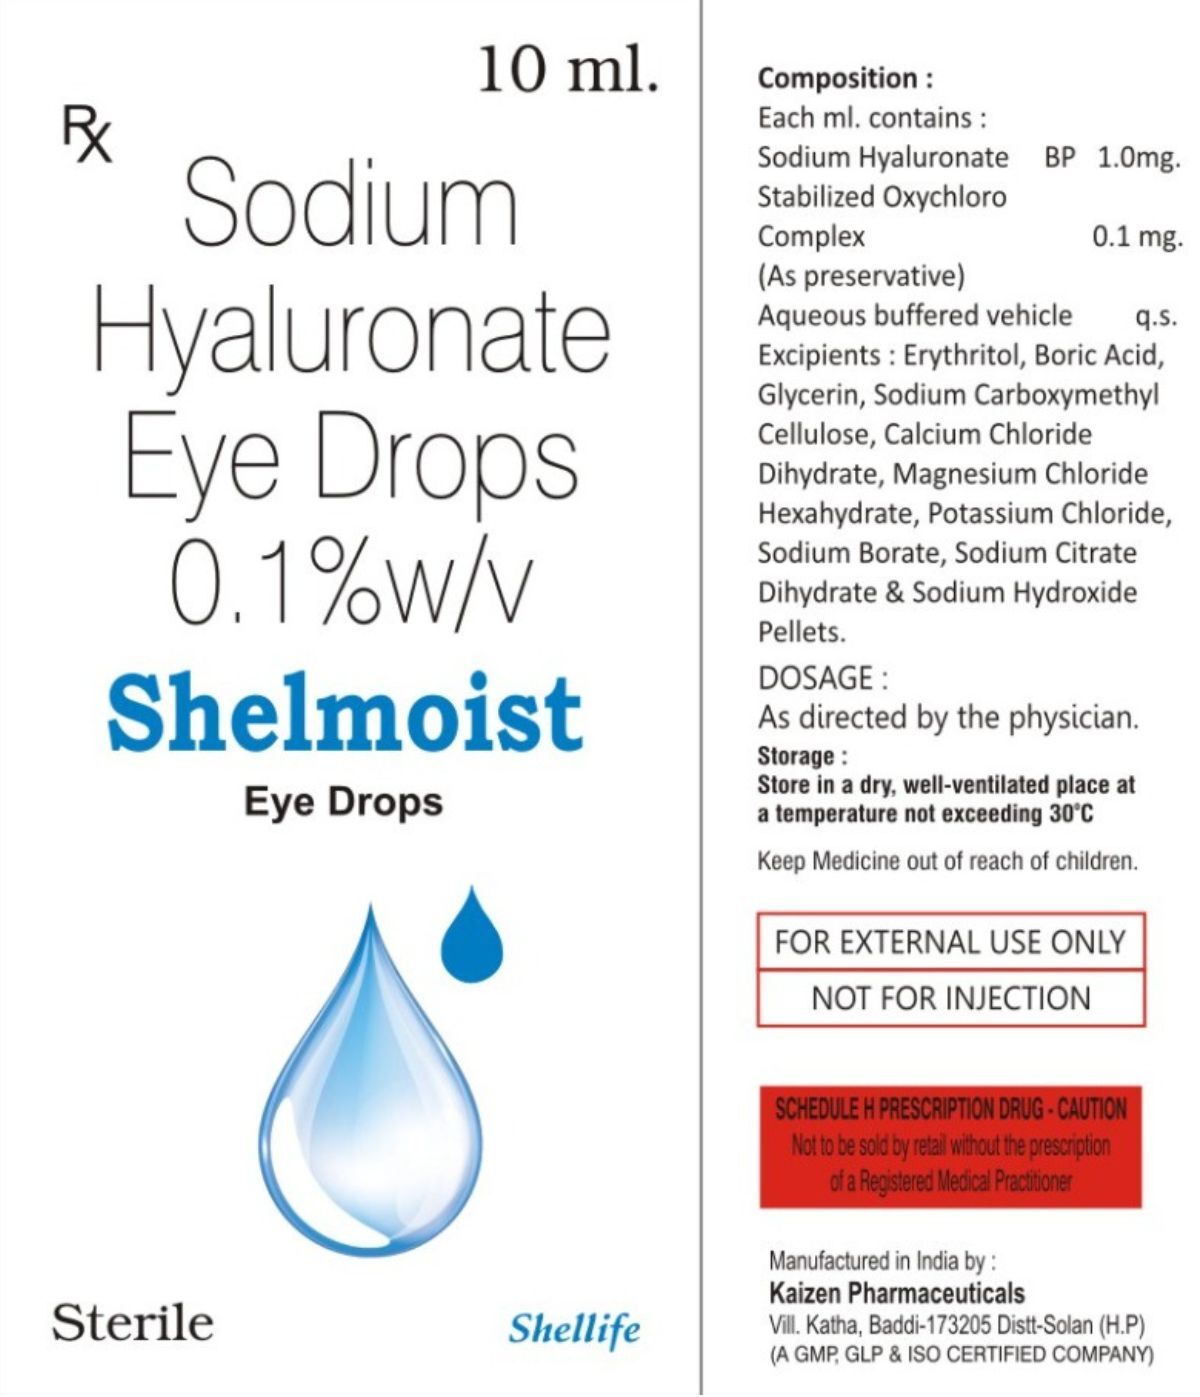 10 ml.
Rx
Sodium
Hyaluronate
Eye Drops
0.1%w/v
Shelmoist
Eye Drops
Sterile
Shellife
Composition :
Each ml. contains :
Sodium Hyaluronate BP 1.0mg.
Stabilized Oxychloro
Complex 0.1 mg.
(As preservative)
Aqueous buffered vehicle q.s.
Excipients : Erythritol, Boric Acid,
Glycerin, Sodium Carboxymethyl
Cellulose, Calcium Chloride
Dihydrate, Magnesium Chloride
Hexahydrate, Potassium Chloride,
Sodium Borate, Sodium Citrate
Dihydrate & Sodium Hydroxide
Pellets.
DOSAGE :
As directed by the physician.
Storage :
Store in a dry, well-ventilated place at
a temperature not exceeding 30°C
Keep Medicine out of reach of children.
FOR EXTERNAL USE ONLY
NOT FOR INJECTION
SCHEDULE H PRESCRIPTION DRUG - CAUTION
Not to be sold by retail without the prescription
of a Registered Medical Practitioner
Manufactured in India by :
Kaizen Pharmaceuticals
Vill. Katha, Baddi-173205 Distt-Solan (H.P)
(A GMP, GLP & ISO CERTIFIED COMPANY)